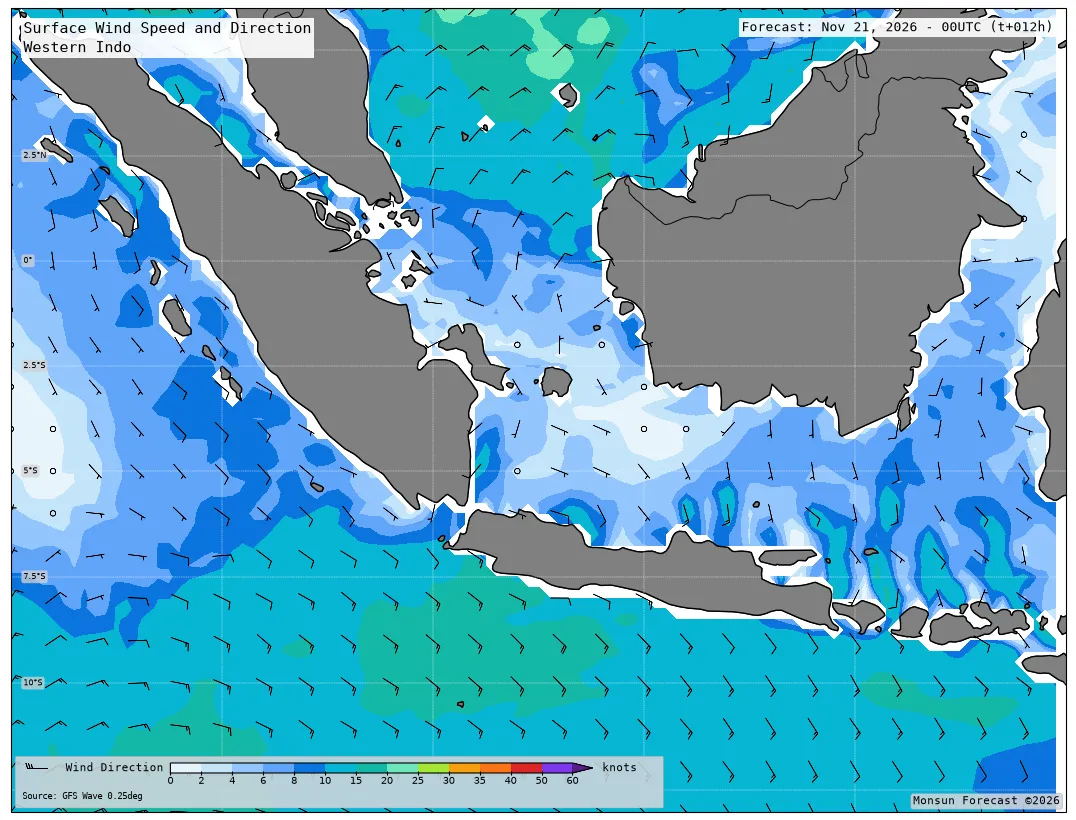 Surface Wind Speed and Direction
Western Indo
Forecast: Nov 21, 2026 - 00UTC (t+012h)
2.5°N
0°
2.5°S
5°S
7.5°S
10°S
Wind Direction
0 2 4 6 8 10 15 20 25 30 35 40 50 60
knots
Source: GFS Wave 0.25deg
Monsun Forecast ©2026